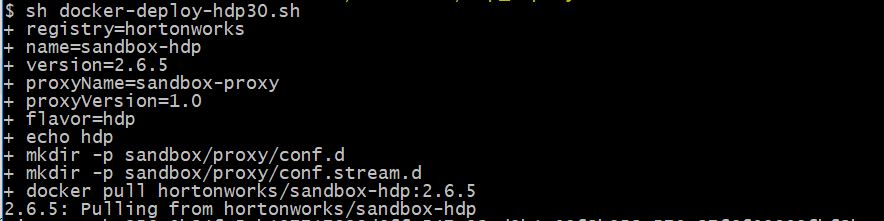 $ sh docker-deploy-hdp30.sh
+ registry=hortonworks
+ name=sandbox-hdp
+ version=2.6.5
+ proxyName=sandbox-proxy
+ proxyVersion=1.0
+ flavor=hdp
+ echo hdp
+ mkdir -p sandbox/proxy/conf.d
+ mkdir -p sandbox/proxy/conf.stream.d
+ docker pull hortonworks/sandbox-hdp:2.6.5
2.6.5: Pulling from hortonworks/sandbox-hdp